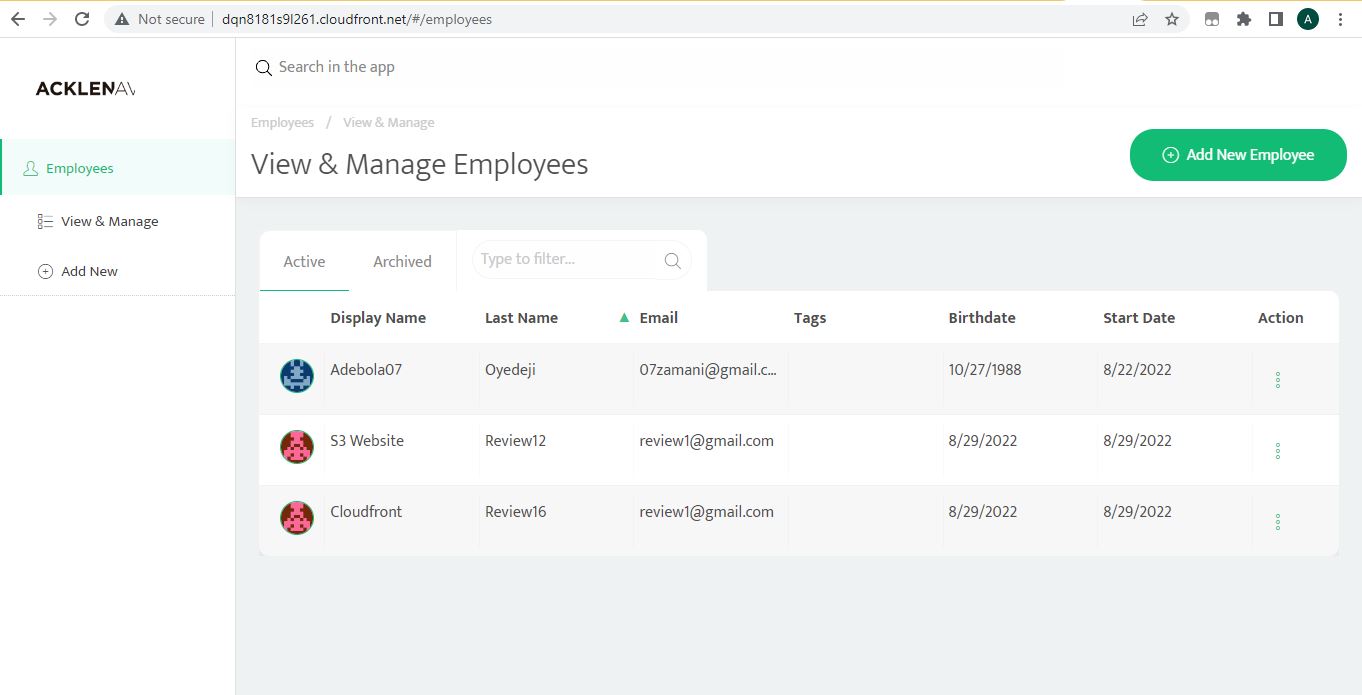 Not secure dqn8181s9l261.cloudfront.net/#/employees
A
ACKLENAV
Search in the app
Employees / View & Manage
View & Manage Employees
Add New Employee
Employees
View & Manage
Add New
Active Archived Type to filter...
Display Name Last Name Email Tags Birthdate Start Date Action
Adebola07 Oyedeji 07zamani@gmail.c... 10/27/1988 8/22/2022
S3 Website Review12 review1@gmail.com 8/29/2022 8/29/2022
Cloudfront Review16 review1@gmail.com 8/29/2022 8/29/2022